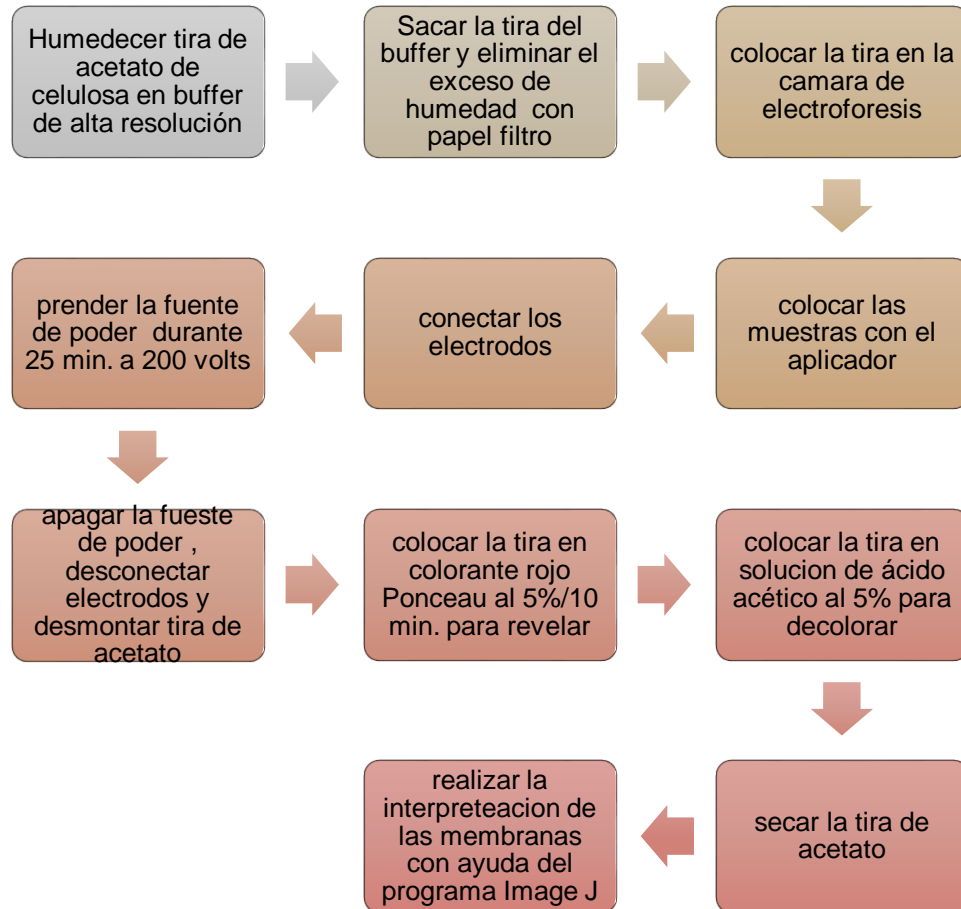 Humedecer tira de
acetato de
celulosa en buffer
de alta resolución
Sacar la tira del
buffer y eliminar el
exceso de
humedad con
papel filtro
colocar la tira en la
camara de
electroforesis
colocar las
muestras con el
aplicador
conectar los
electrodos
prender la fuente
de poder durante
25 min. a 200 volts
apagar la fueste
de poder ,
desconectar
electrodos y
desmontar tira de
acetato
colocar la tira en
colorante rojo
Ponceau al 5%/10
min. para revelar
colocar la tira en
solucion de ácido
acético al 5% para
decolorar
secar la tira de
acetato
realizar la
interpreteacion de
las membranas
con ayuda del
programa Image J